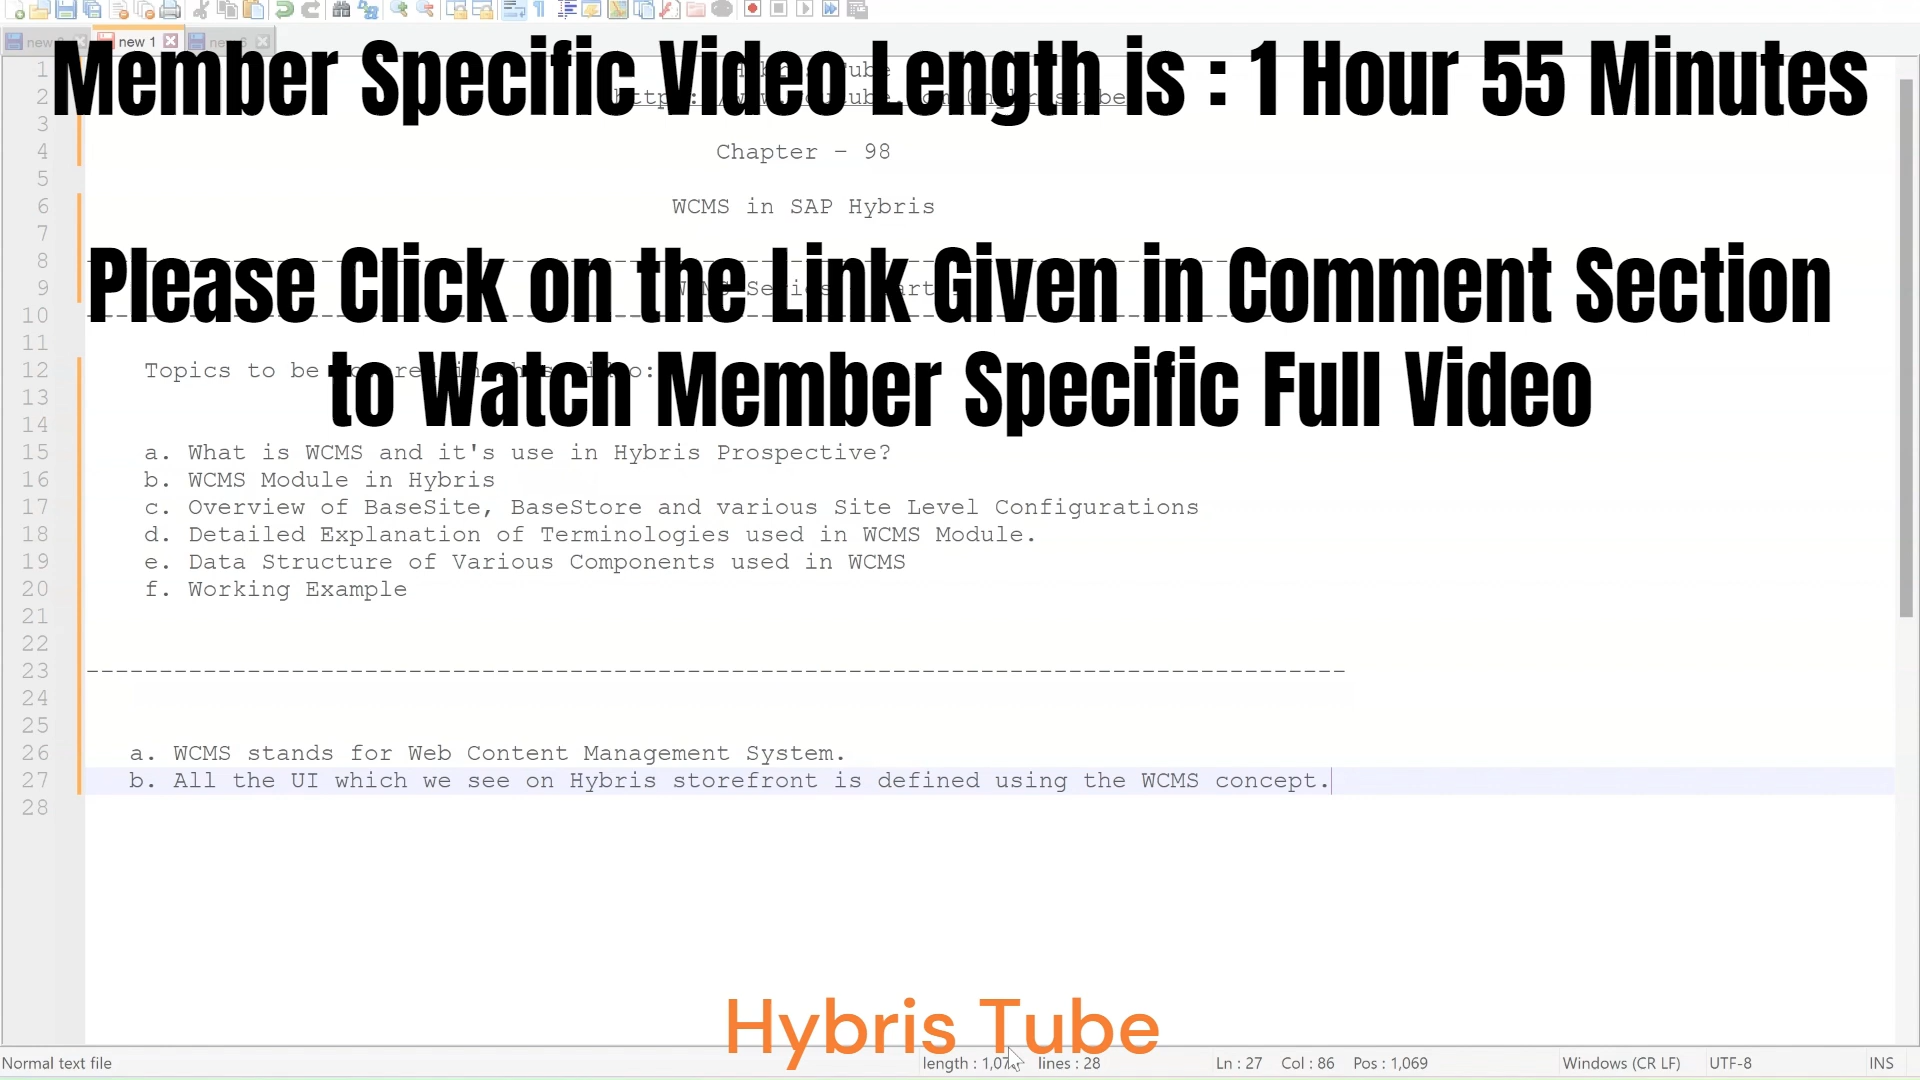 new 1
Member Specific Video Length is : 1 Hour 55 Minutes
Chapter - 98
WCMS in SAP Hybris
Please Click on the Link Given in Comment Section
to Watch Member Specific Full Video
Topics to be
a. What is WCMS and it's use in Hybris Prospective?
b. WCMS Module in Hybris
c. Overview of BaseSite, BaseStore and various Site Level Configurations
d. Detailed Explanation of Terminologies used in WCMS Module.
e. Data Structure of Various Components used in WCMS
f. Working Example
a. WCMS stands for Web Content Management System.
b. All the UI which we see on Hybris storefront is defined using the WCMS concept.
Hybris Tube
Normal text file length : lines : 28 Ln : 27 Col : 86 Pos : 1,069 Windows (CR LF) UTF-8 INS